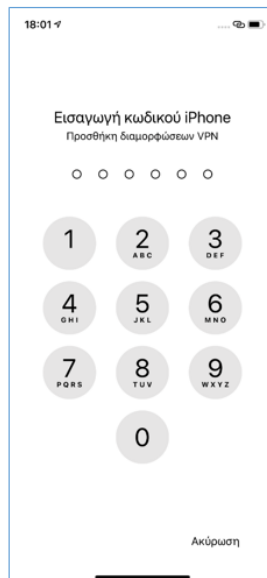 18:01
Εισαγωγή κωδικού iPhone
Προσθήκη διαμορφώσεων VPN
1 2 3
ABC DEF
4 5 6
GHI JKL MNO
7 8 9
PQRS TUV WXYZ
0
Ακύρωση